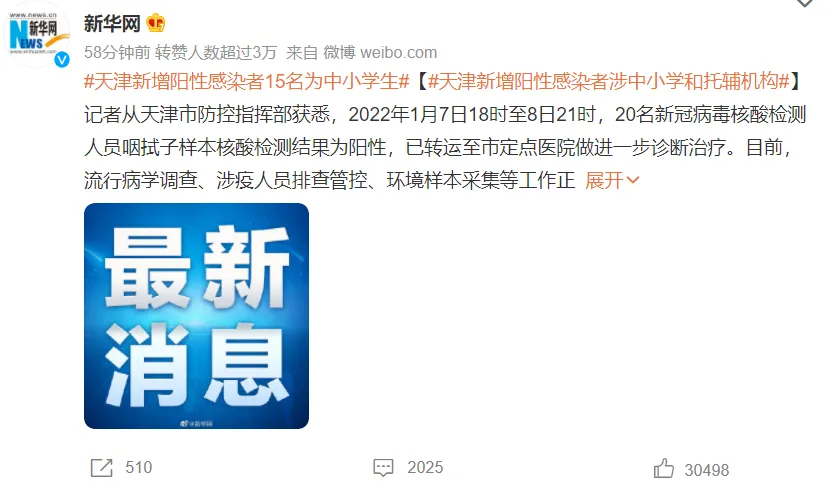 www.news.cn
新华网
NEWS
www.xinhuanet.com
新华网
58分钟前 转赞人数超过3万 来自 微博 weibo.com
#天津新增阳性感染者15名为中小学生#【#天津新增阳性感染者涉中小学和托辅机构#】
记者从天津市防控指挥部获悉，2022年1月7日18时至8日21时，20名新冠病毒核酸检测
人员咽拭子样本核酸检测结果为阳性，已转运至市定点医院做进一步诊断治疗。目前，
流行病学调查、涉疫人员排查管控、环境样本采集等工作正 展开
最新
消息
@新华网
510
2025
30498